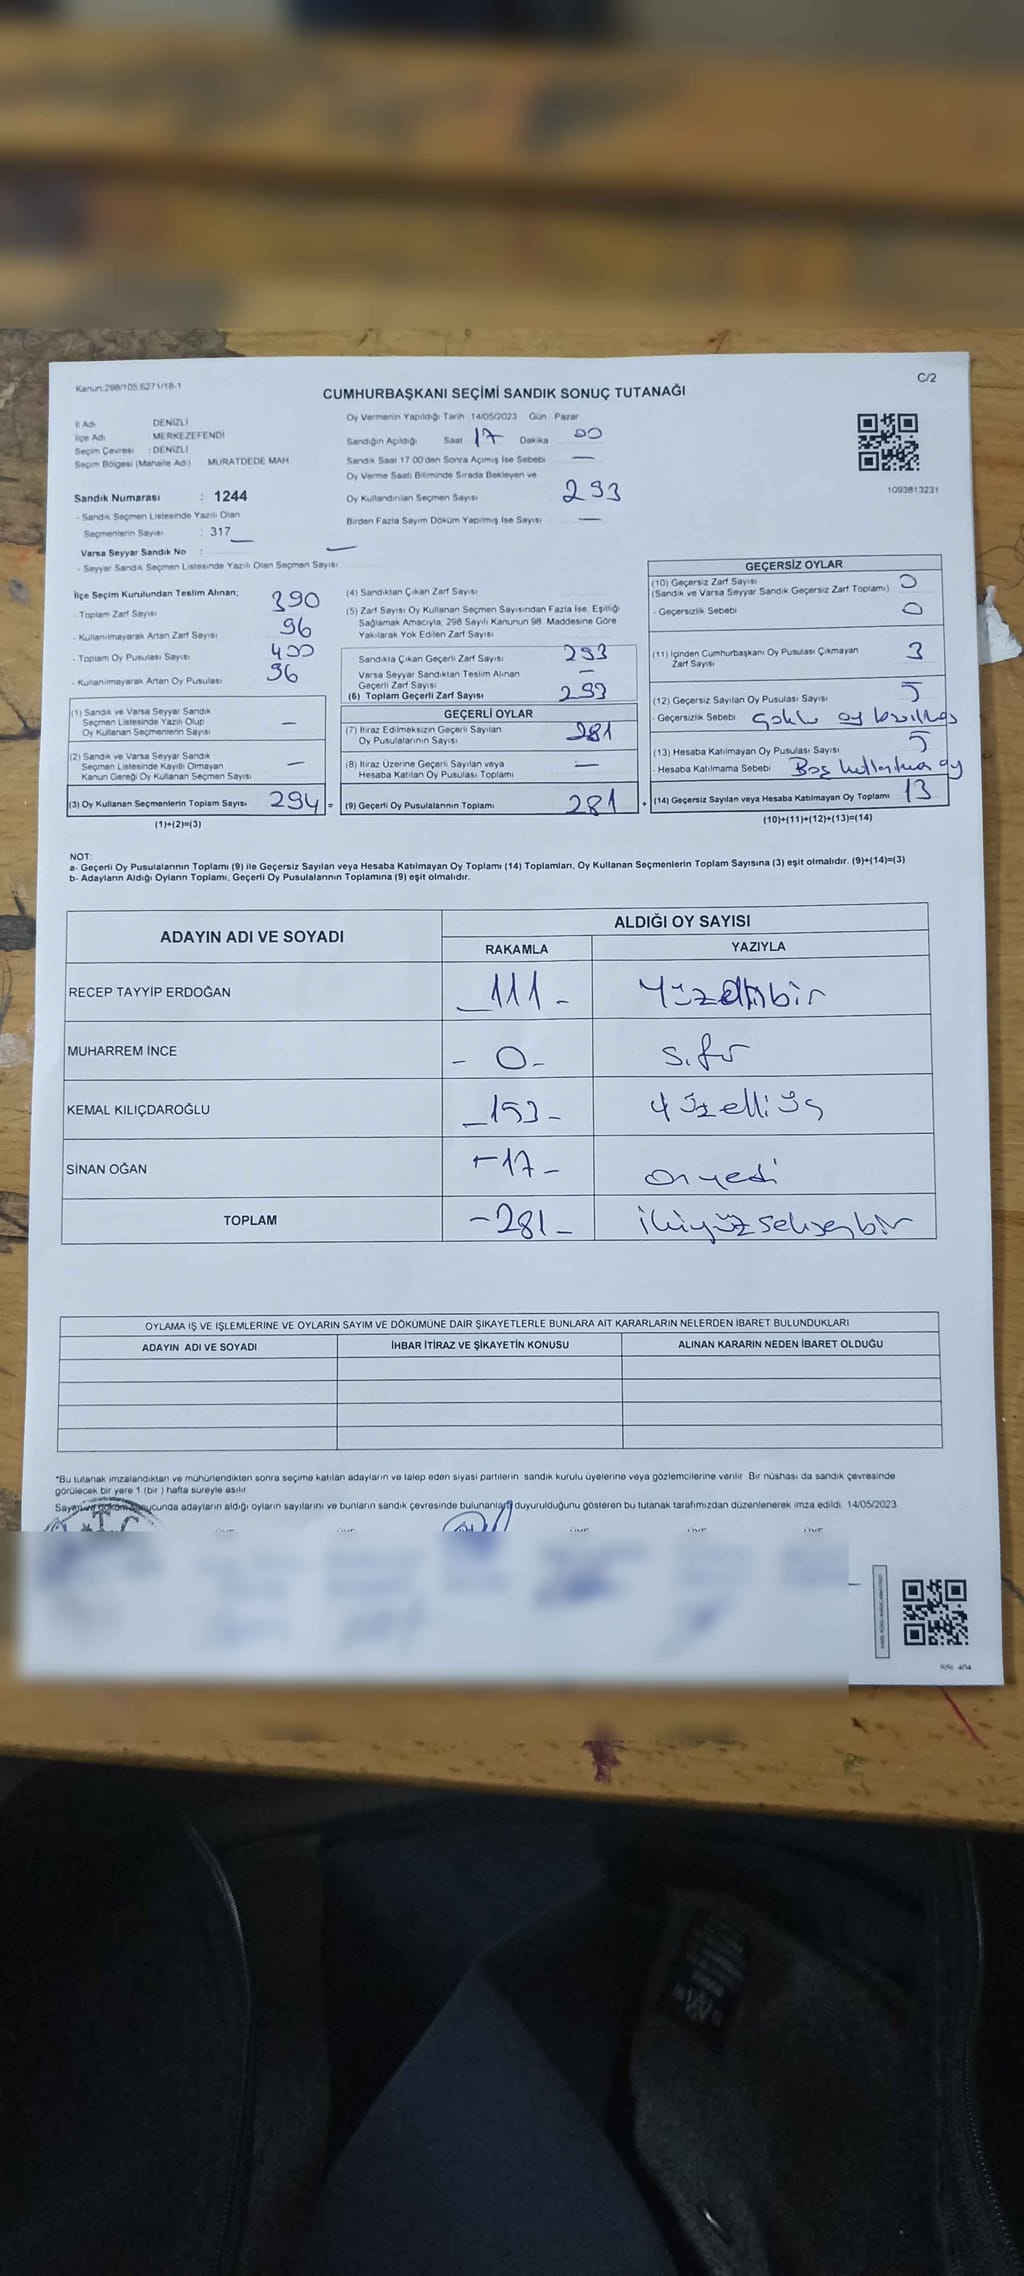 Kanun:298/105,6271/18-1
C/2
CUMHURBAŞKANI SEÇİMİ SANDIK SONUÇ TUTANAĞI
İl Adı DENİZLİ
İlçe Adı MERKEZEFENDİ
Seçim Çevresi : DENİZLİ
Seçim Bölgesi (Mahalle Adı) MURATDEDE MAH
Sandık Numarası : 1244
- Sandık Seçmen Listesinde Yazılı Olan
Seçmenlerin Sayısı : 317
Varsa Seyyar Sandık No :
- Seyyar Sandık Seçmen Listesinde Yazılı Olan Seçmen Sayısı:
Oy Vermenin Yapıldığı Tarih :14/05/2023 Gün Pazar
Sandığın Açıldığı Saat 17 Dakika 00
Sandık Saat 17 00'den Sonra Açımış İse Sebebi —
Oy Verme Saati Bitiminde Sırada Bekleyen ve
Oy Kullandırılan Seçmen Sayısı 293
Birden Fazla Sayım Döküm Yapılmış İse Sayısı —
1093813231
İlçe Seçim Kurulundan Teslim Alınan;
- Toplam Zarf Sayısı 390
- Kullanılmayarak Artan Zarf Sayısı 96
- Toplam Oy Pusulası Sayısı 400
- Kullanılmayarak Artan Oy Pusulası 96
(1) Sandık ve Varsa Seyyar Sandık
Seçmen Listesinde Yazılı Olup
Oy Kullanan Seçmenlerin Sayısı —
(2) Sandık ve Varsa Seyyar Sandık
Seçmen Listesinde Kayıtlı Olmayan
Kanun Gereği Oy Kullanan Seçmen Sayısı —
(3) Oy Kullanan Seçmenlerin Toplam Sayısı 294 =
(1)+(2)=(3)
(4) Sandıktan Çıkan Zarf Sayısı
(5) Zarf Sayısı Oy Kullanan Seçmen Sayısından Fazla İse, Eşitliği
Sağlamak Amacıyla; 298 Sayılı Kanunun 98. Maddesine Göre
Yakılarak Yok Edilen Zarf Sayısı
Sandıkta Çıkan Geçerli Zarf Sayısı 293
Varsa Seyyar Sandıktan Teslim Alınan
Geçerli Zarf Sayısı —
(6) Toplam Geçerli Zarf Sayısı 293
GEÇERLİ OYLAR
(7) İtiraz Edilmeksizin Geçerli Sayılan
Oy Pusulalarının Sayısı 281
(8) İtiraz Üzerine Geçerli Sayılan veya
Hesaba Katılan Oy Pusulası Toplamı —
(9) Geçerli Oy Pusulalarının Toplamı 281 +
GEÇERSİZ OYLAR
(10) Geçersiz Zarf Sayısı
(Sandık ve Varsa Seyyar Sandık Geçersiz Zarf Toplamı) 0
- Geçersizlik Sebebi 0
(11) İçinden Cumhurbaşkanı Oy Pusulası Çıkmayan
Zarf Sayısı 3
(12) Geçersiz Sayılan Oy Pusulası Sayısı 5
- Geçersizlik Sebebi Çoklu oy
(13) Hesaba Katılmayan Oy Pusulası Sayısı 5
- Hesaba Katılmama Sebebi Boş oy
(14) Geçersiz Sayılan veya Hesaba Katılmayan Oy Toplamı 13
(10)+(11)+(12)+(13)=(14)
NOT:
a- Geçerli Oy Pusulalarının Toplamı (9) ile Geçersiz Sayılan veya Hesaba Katılmayan Oy Toplamı (14) Toplamları, Oy Kullanan Seçmenlerin Toplam Sayısına (3) eşit olmalıdır. (9)+(14)=(3)
b- Adayların Aldığı Oyların Toplamı, Geçerli Oy Pusulalarının Toplamına (9) eşit olmalıdır.
ADAYIN ADI VE SOYADI ALDIĞI OY SAYISI
RAKAMLA YAZIYLA
RECEP TAYYİP ERDOĞAN _111- Yüzonbir
MUHARREM İNCE - 0- sıfır
KEMAL KILIÇDAROĞLU _153- Yüzelliüç
SİNAN OĞAN -17- onyedi
TOPLAM -281- ikiyüzseksenbir
OYLAMA İŞ VE İŞLEMLERİNE VE OYLARIN SAYIM VE DÖKÜMÜNE DAİR ŞİKAYETLERLE BUNLARA AİT KARARLARIN NELERDEN İBARET BULUNDUKLARI
ADAYIN ADI VE SOYADI İHBAR İTİRAZ VE ŞİKAYETİN KONUSU ALINAN KARARIN NEDEN İBARET OLDUĞU
*Bu tutanak imzalandıktan ve mühürlendikten sonra seçime katılan adayların ve talep eden siyasi partilerin sandık kurulu üyelerine veya gözlemcilerine verilir. Bir nüshası da sandık çevresinde
görülecek bir yere 1 (bir ) hafta süreyle asılır.
Sayım ve döküm sonucunda adayların aldığı oyların sayılarını ve bunların sandık çevresinde bulunanlara duyurulduğunu gösteren bu tutanak tarafımızdan düzenlenerek imza edildi. 14/05/2023